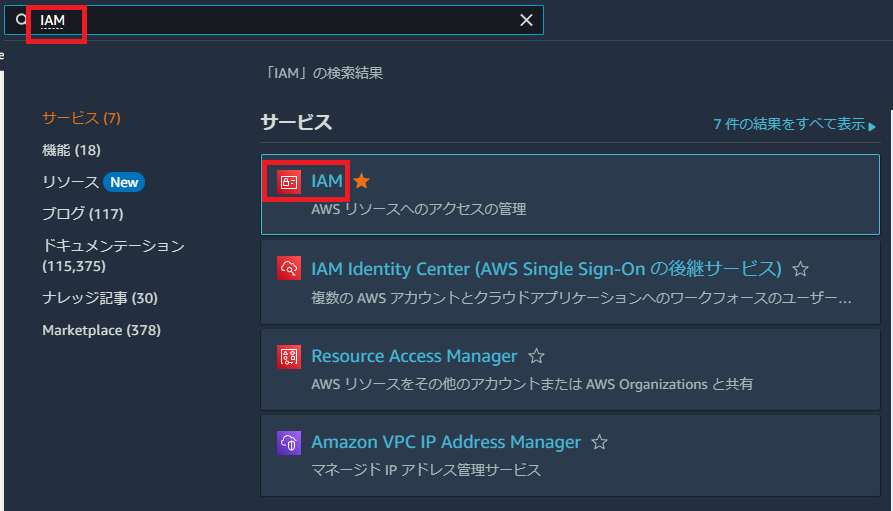 IAM
e
「IAM」の検索結果
サービス (7)
機能 (18)
リソース New
ブログ (117)
ドキュメンテーション
(115,375)
ナレッジ記事 (30)
Marketplace (378)
サービス
7 件の結果をすべて表示
IAM
AWS リソースへのアクセスの管理
IAM Identity Center (AWS Single Sign-On の後継サービス)
複数の AWS アカウントとクラウドアプリケーションへのワークフォースのユーザー...
Resource Access Manager
AWS リソースをその他のアカウントまたは AWS Organizations と共有
Amazon VPC IP Address Manager
マネージド IP アドレス管理サービス